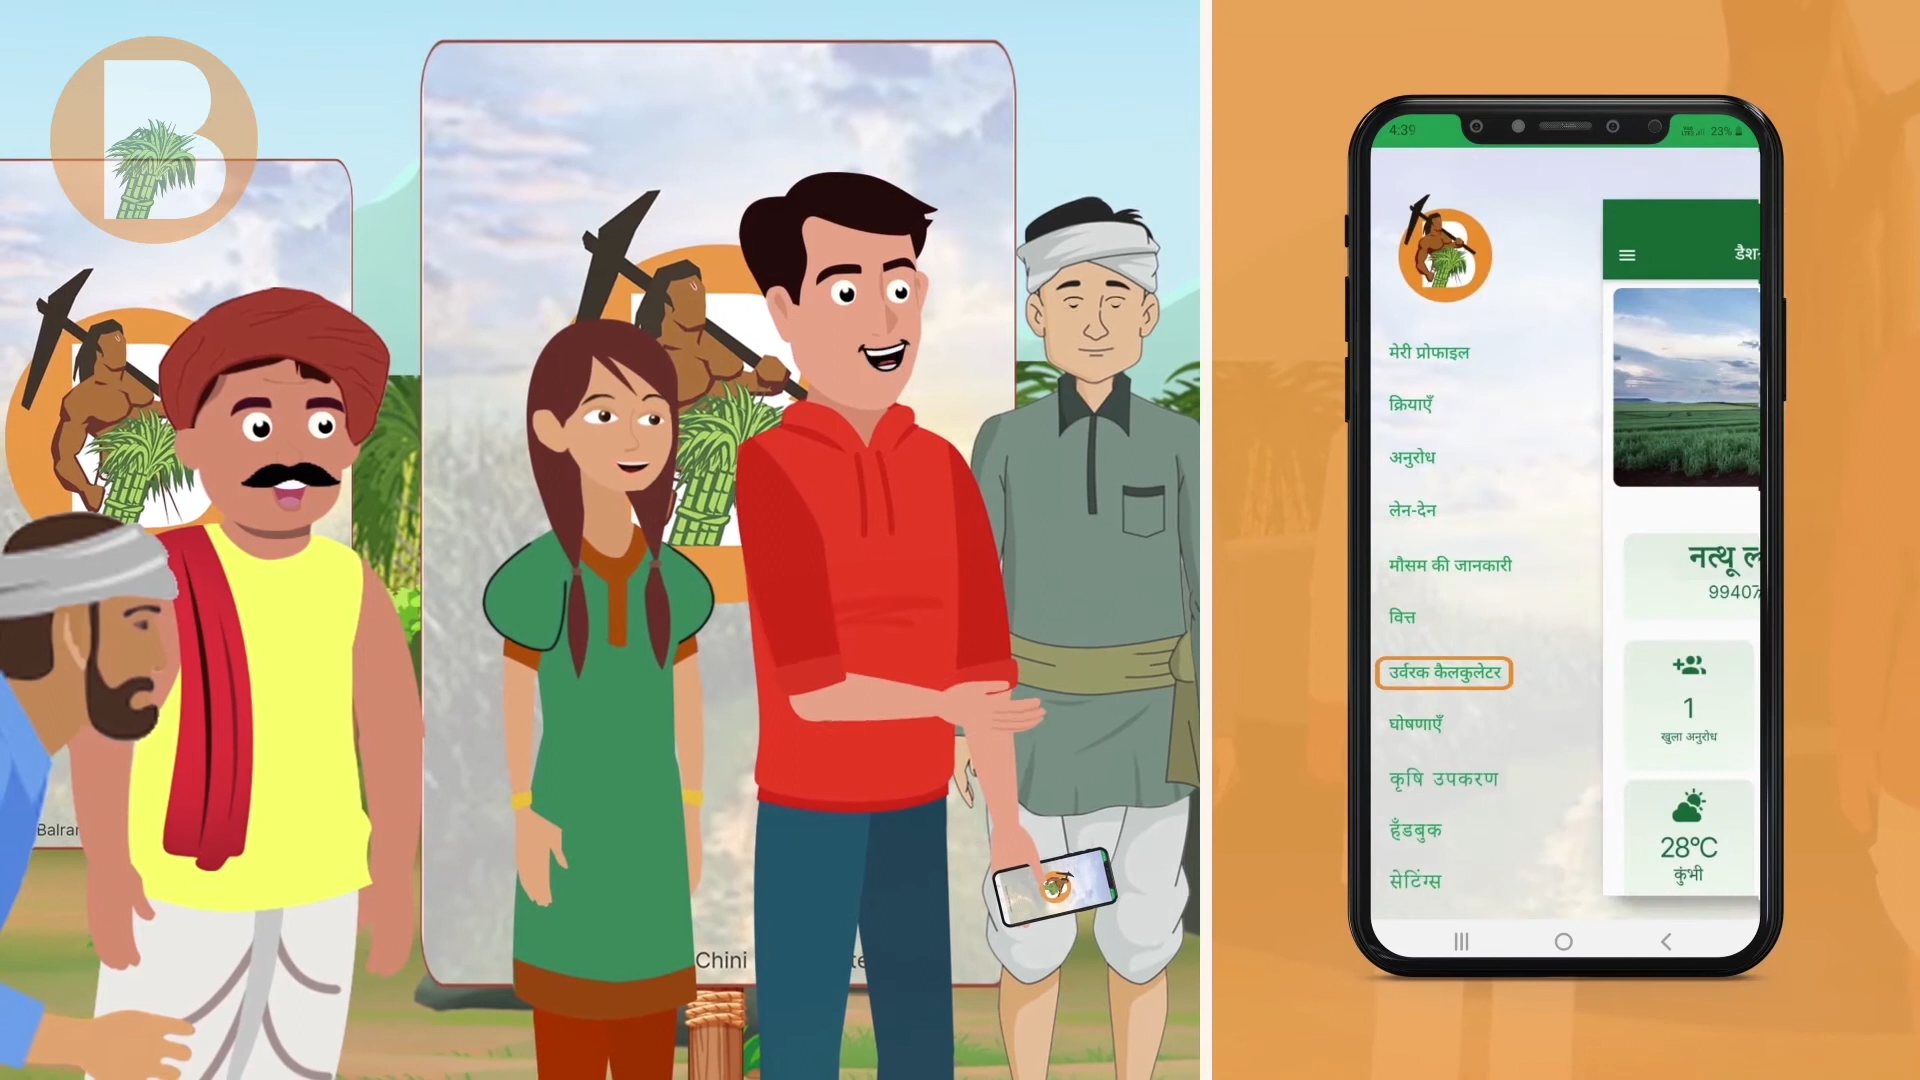 B
Balra
Chini
te
4:39
23%
डैश
मेरी प्रोफाइल
क्रियाएँ
अनुरोध
लेन-देन
मौसम की जानकारी
वित्त
उर्वरक कैलकुलेटर
घोषणाएँ
कृषि उपकरण
हँडबुक
सेटिंग्स
नत्थू ल
99407
1
खुला अनुरोध
28°C
कुंभी